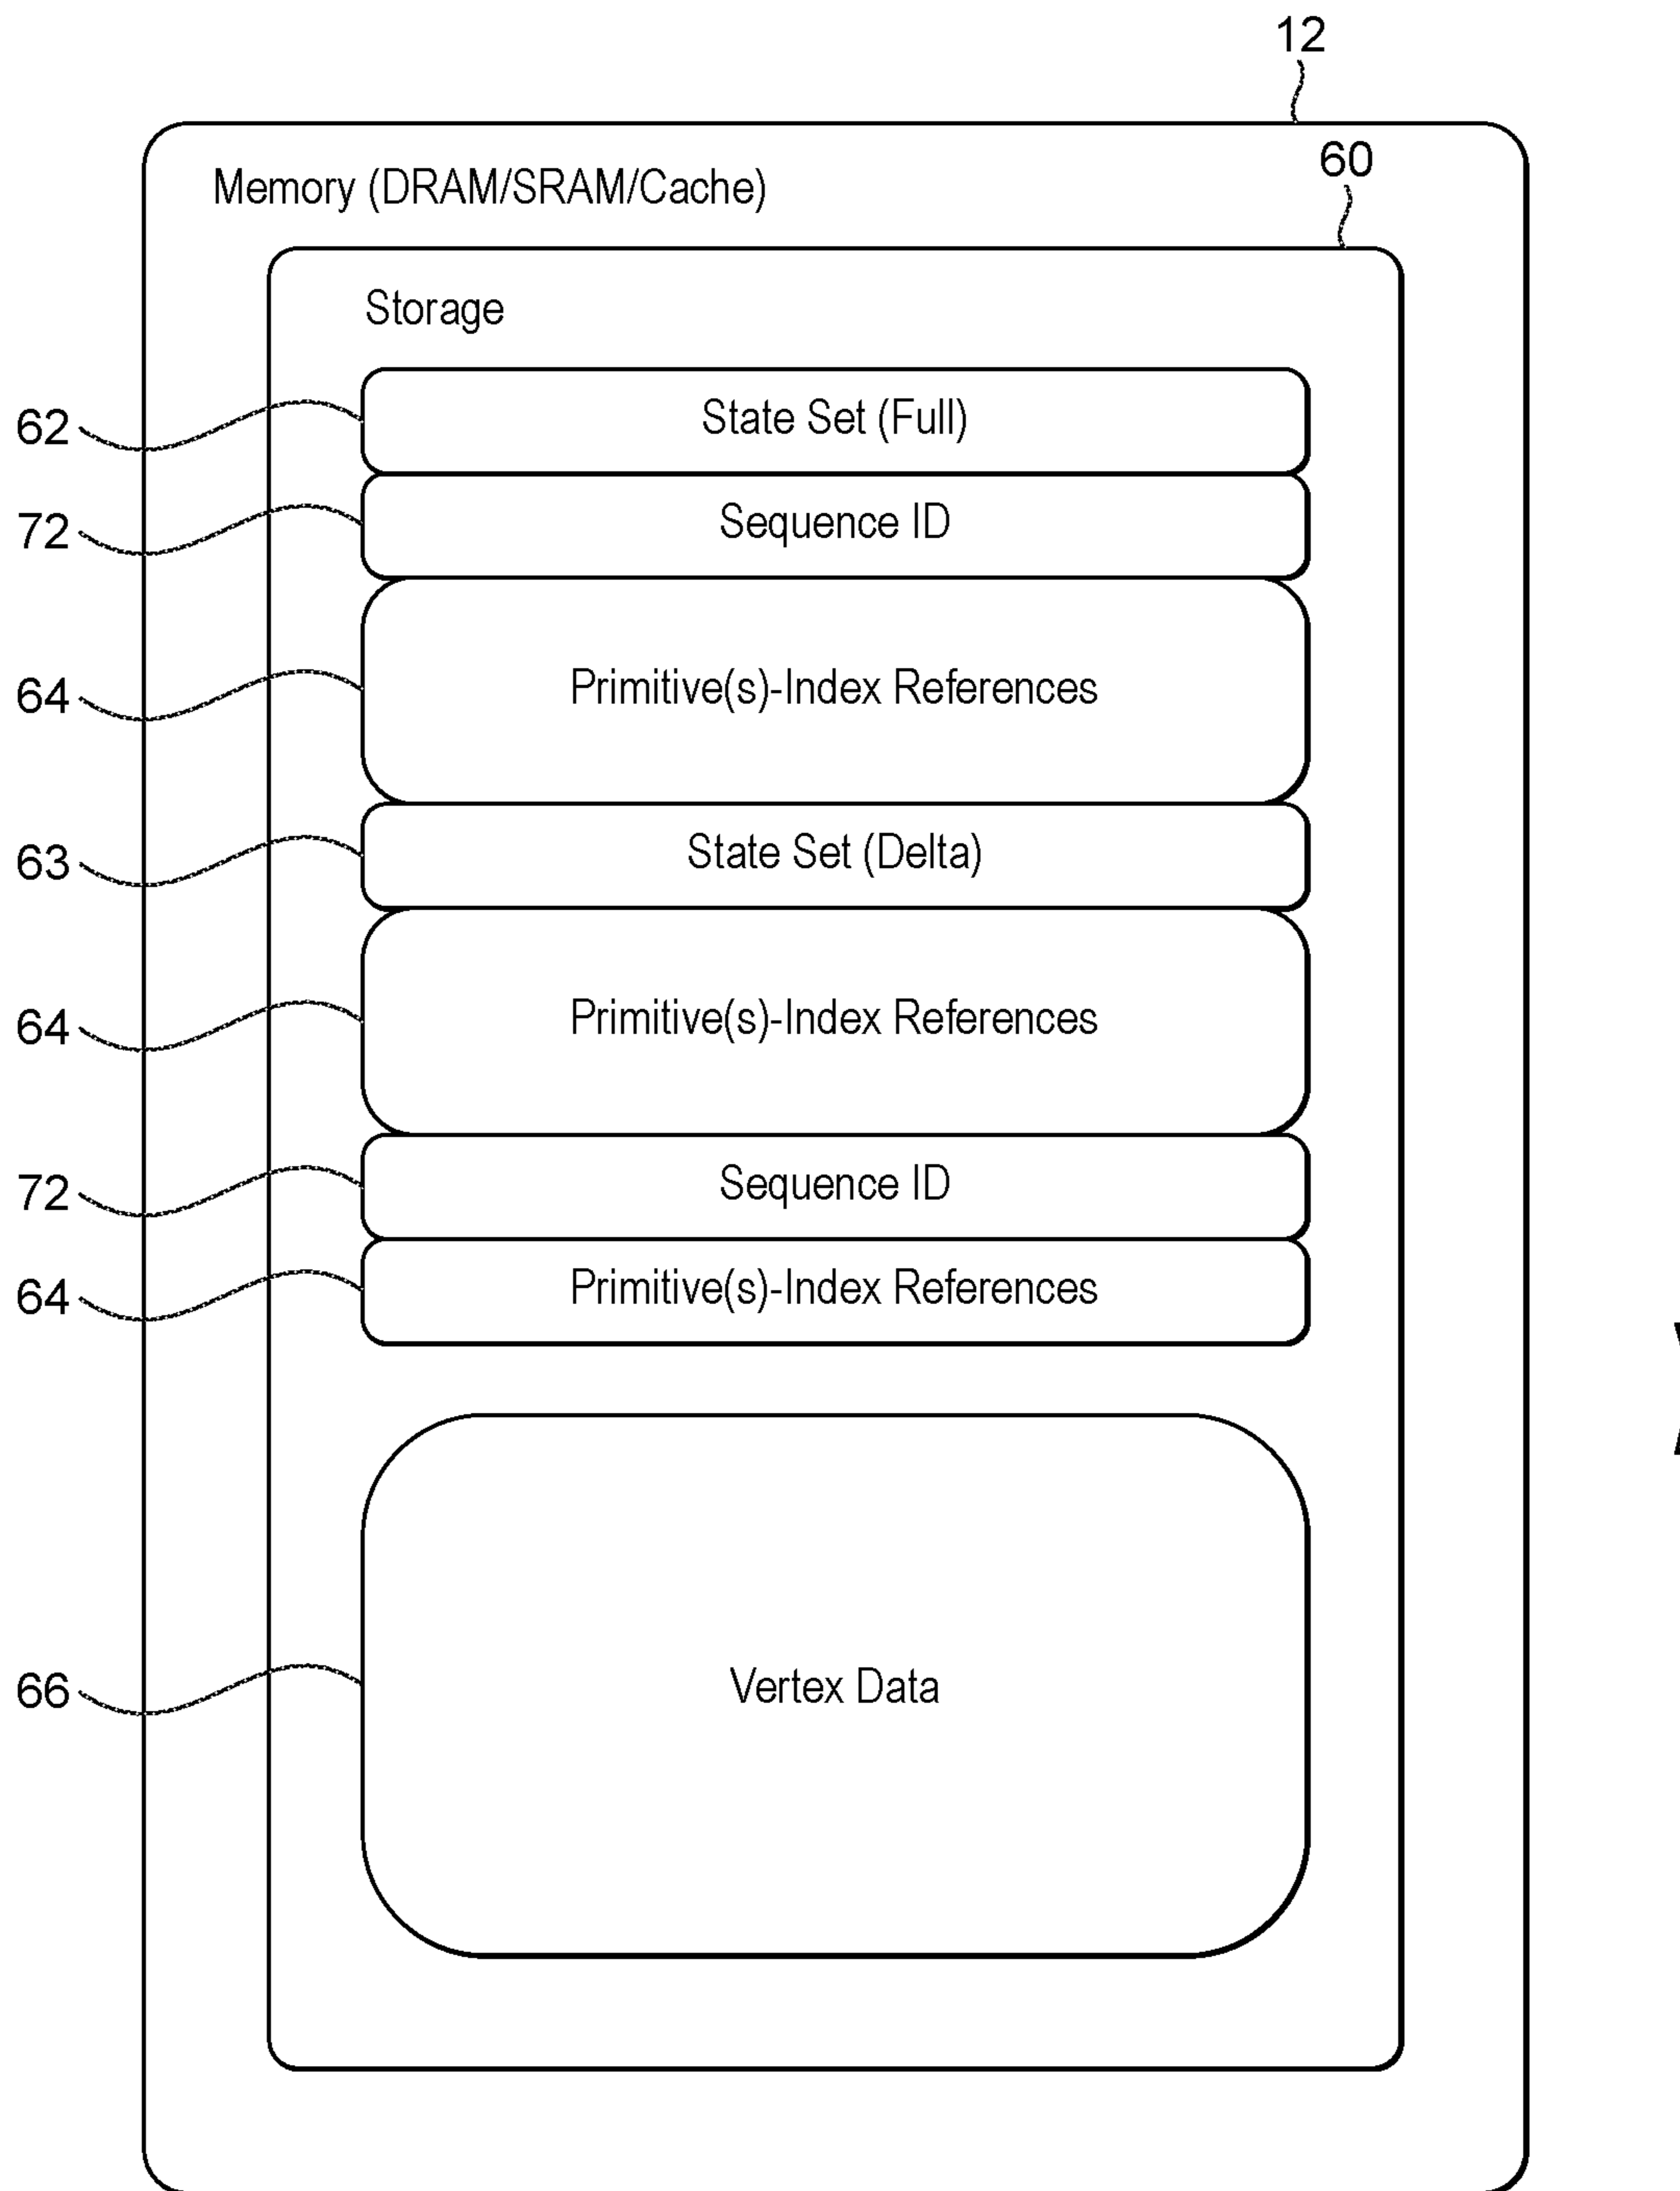 12
60
Memory (DRAM/SRAM/Cache)
Storage
62 State Set (Full)
72 Sequence ID
64 Primitive(s)-Index References
63 State Set (Delta)
64 Primitive(s)-Index References
72 Sequence ID
64 Primitive(s)-Index References
66 Vertex Data